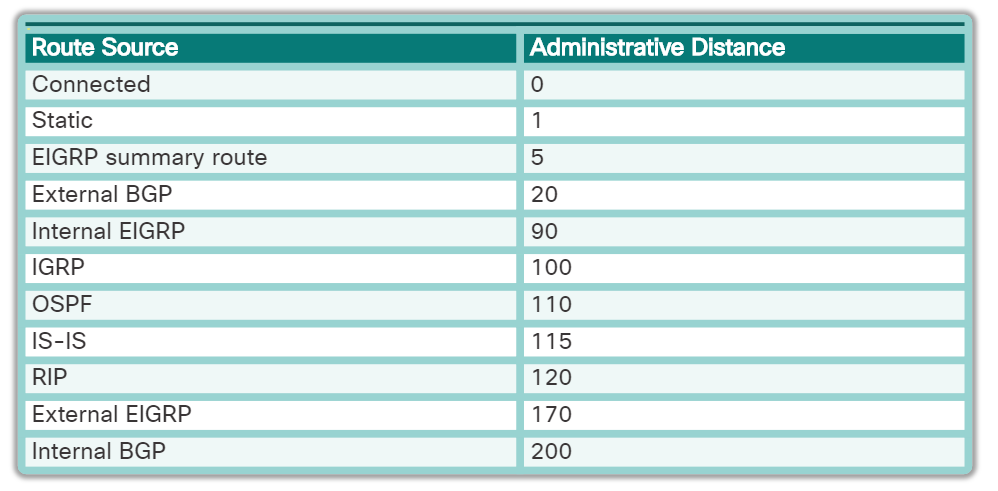 Route Source Administrative Distance
Connected 0
Static 1
EIGRP summary route 5
External BGP 20
Internal EIGRP 90
IGRP 100
OSPF 110
IS-IS 115
RIP 120
External EIGRP 170
Internal BGP 200